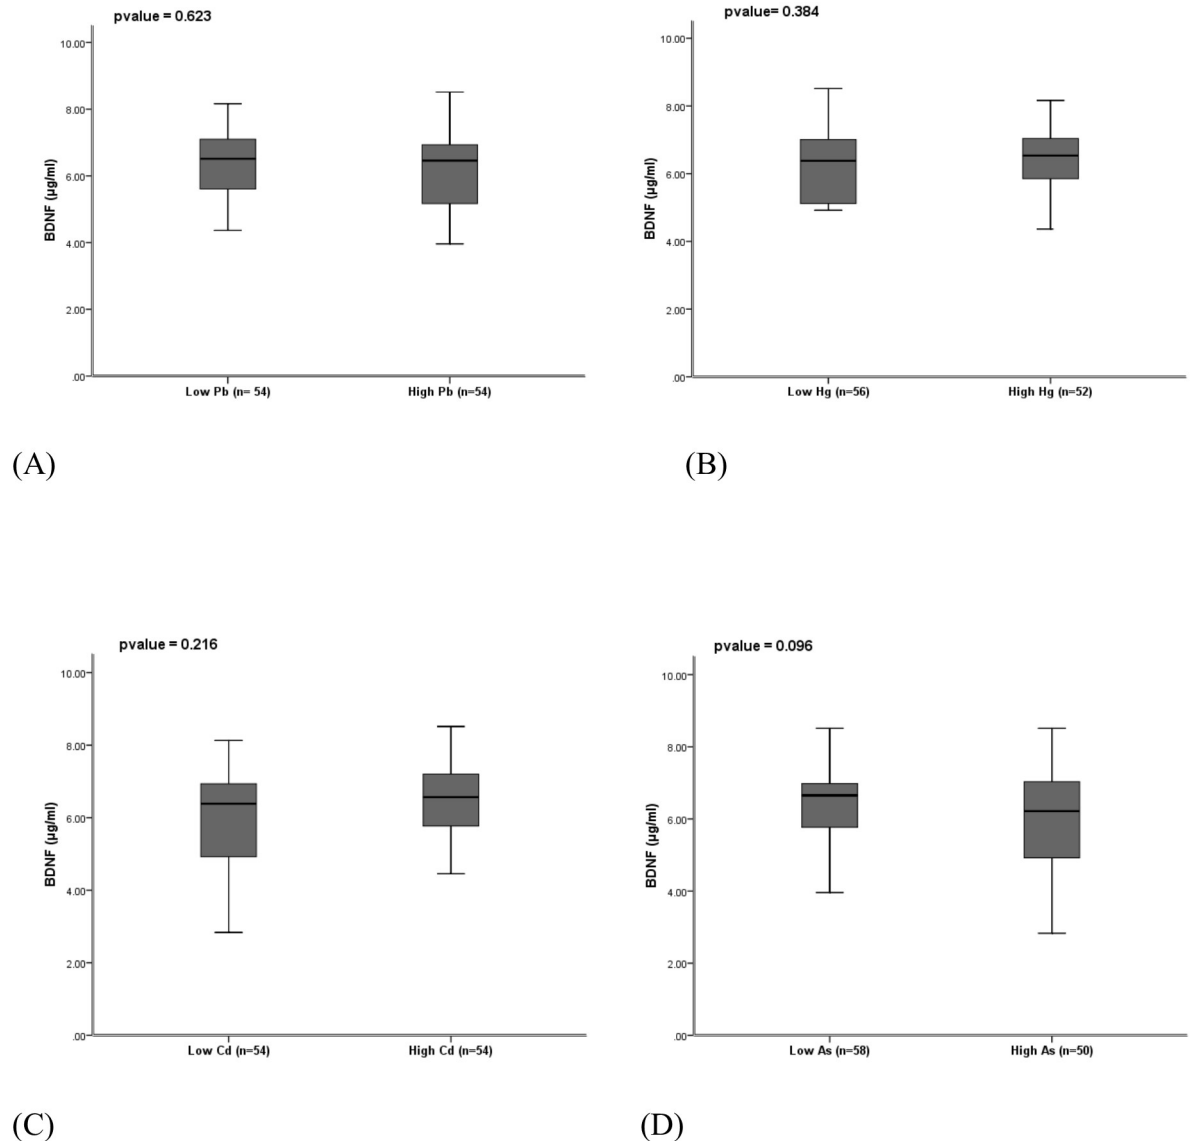 pvalue = 0.623
10.00
8.00
6.00
4.00
2.00
.00
BDNF (µg/ml)
Low Pb (n= 54) High Pb (n=54)
(A)
pvalue= 0.384
10.00
8.00
6.00
4.00
2.00
.00
BDNF (µg/ml)
Low Hg (n=56) High Hg (n=52)
(B)
pvalue = 0.216
10.00
8.00
6.00
4.00
2.00
.00
BDNF (µg/ml)
Low Cd (n=54) High Cd (n=54)
(C)
pvalue = 0.096
10.00
8.00
6.00
4.00
2.00
.00
BDNF (µg/ml)
Low As (n=58) High As (n=50)
(D)